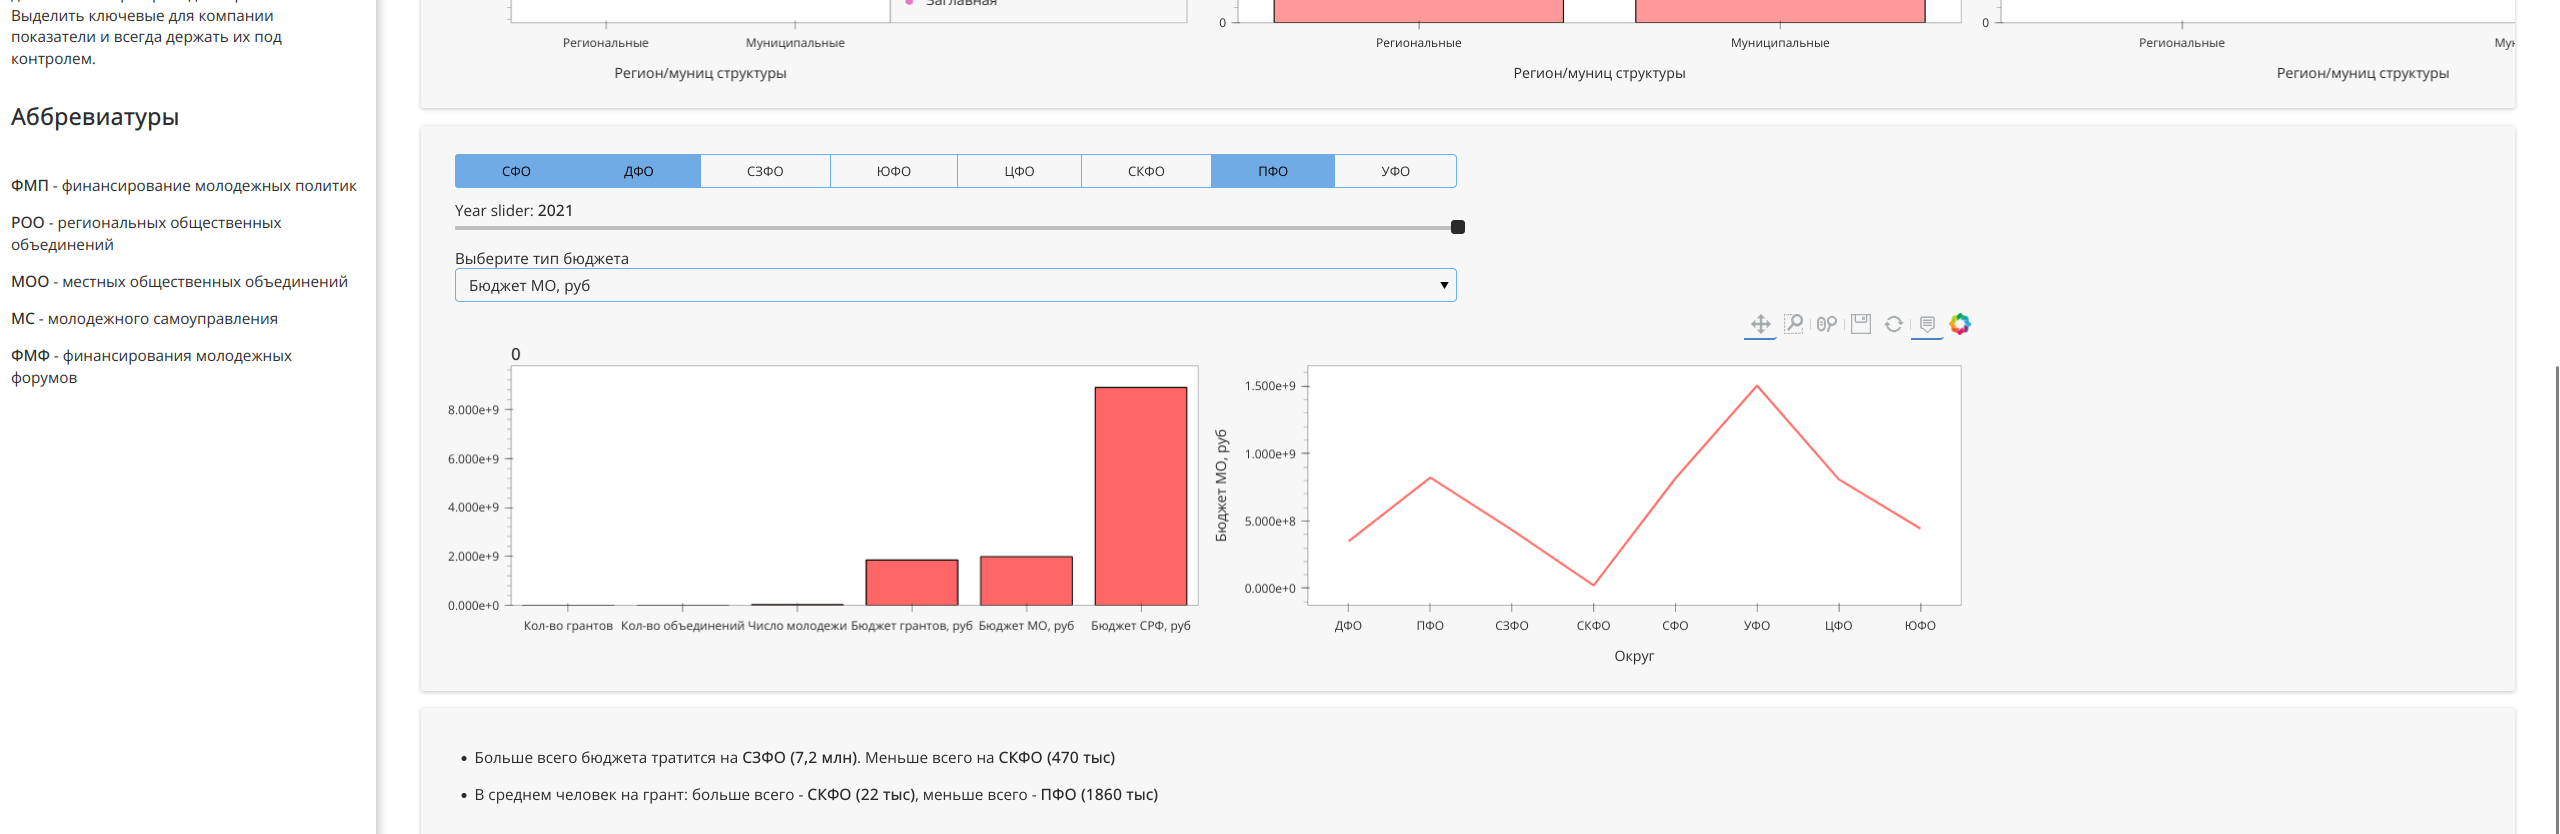 Выделить ключевые для компании
показатели и всегда держать их под
контролем.
Аббревиатуры
ФМП - финансирование молодежных политик
РОО - региональных общественных
объединений
МОО - местных общественных объединений
МС - молодежного самоуправления
ФМФ - финансирования молодежных
форумов
Заглавная
Региональные Муниципальные
Регион/муниц структуры
0
Региональные Муниципальные
Регион/муниц структуры
0
Региональные
Регион/муниц структуры
СФО ДФО СЗФО ЮФО ЦФО СКФО ПФО УФО
Year slider: 2021
Выберите тип бюджета
Бюджет МО, руб
0
8.000e+9
6.000e+9
4.000e+9
2.000e+9
0.000e+0
Кол-во грантов Кол-во объединений Число молодежи Бюджет грантов, руб Бюджет МО, руб Бюджет СРФ, руб
Бюджет МО, руб
1.500e+9
1.000e+9
5.000e+8
0.000e+0
ДФО ПФО СЗФО СКФО СФО УФО ЦФО ЮФО
Округ
• Больше всего бюджета тратится на СЗФО (7,2 млн). Меньше всего на СКФО (470 тыс)
• В среднем человек на грант: больше всего - СКФО (22 тыс), меньше всего - ПФО (1860 тыс)